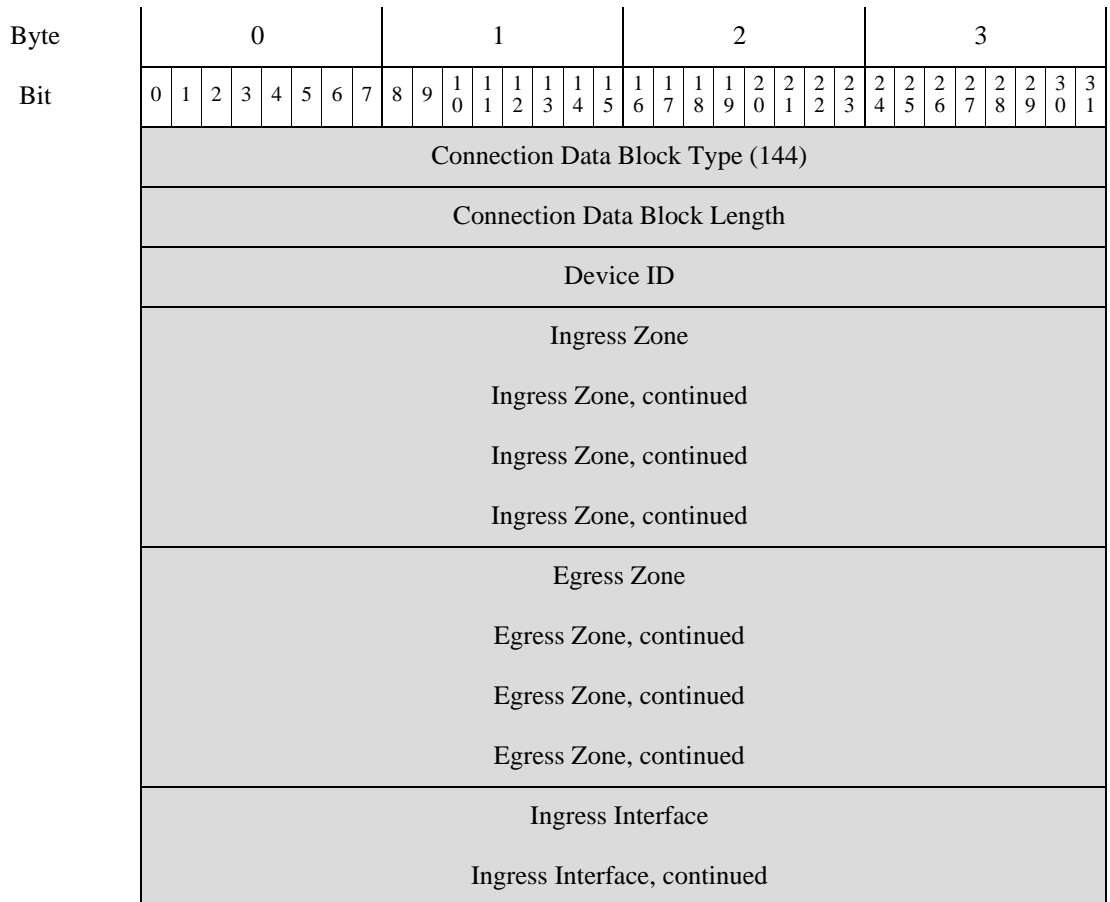 Byte 0 1 2 3
Bit 0 1 2 3 4 5 6 7 8 9 10 11 12 13 14 15 16 17 18 19 20 21 22 23 24 25 26 27 28 29 30 31
Connection Data Block Type (144)
Connection Data Block Length
Device ID
Ingress Zone
Ingress Zone, continued
Ingress Zone, continued
Ingress Zone, continued
Egress Zone
Egress Zone, continued
Egress Zone, continued
Egress Zone, continued
Ingress Interface
Ingress Interface, continued